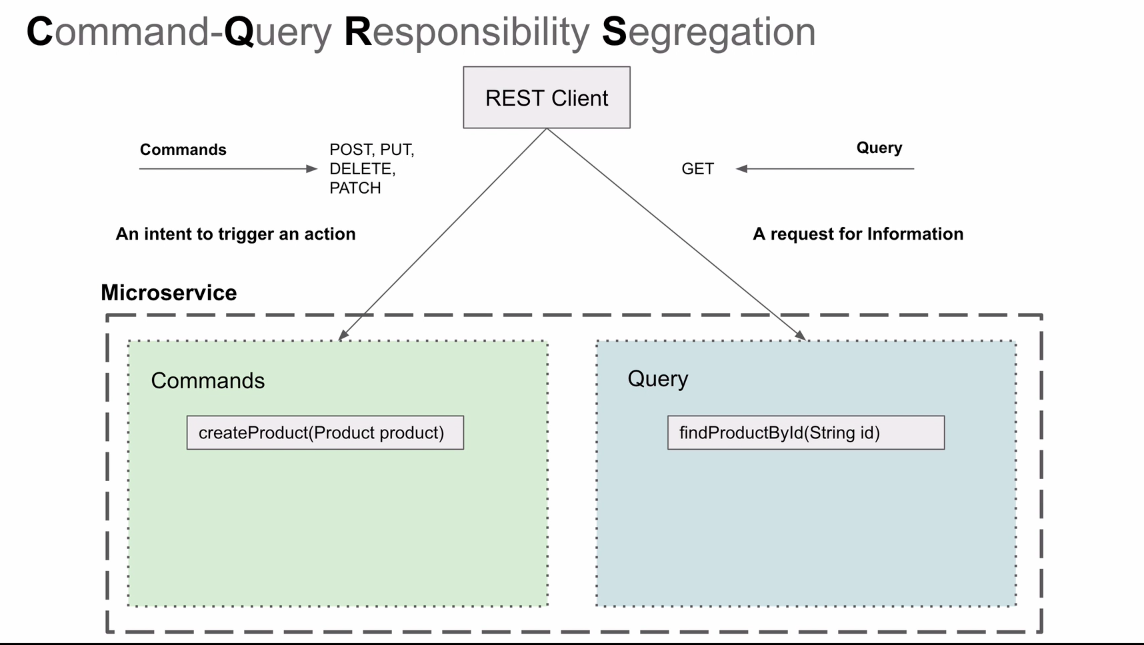 Command-Query Responsibility Segregation
REST Client
Commands
POST, PUT,
DELETE,
PATCH
GET
Query
An intent to trigger an action
A request for Information
Microservice
Commands
createProduct(Product product)
Query
findProductById(String id)